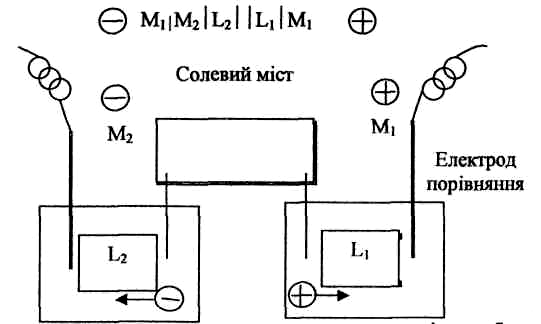 ⊖ M₁|M₂|L₂||L₁|M₁ ⊕
Солевий міст
⊖ ⊕
M₂ M₁
Електрод
порівняння
L₂ L₁
⊖ ⊕